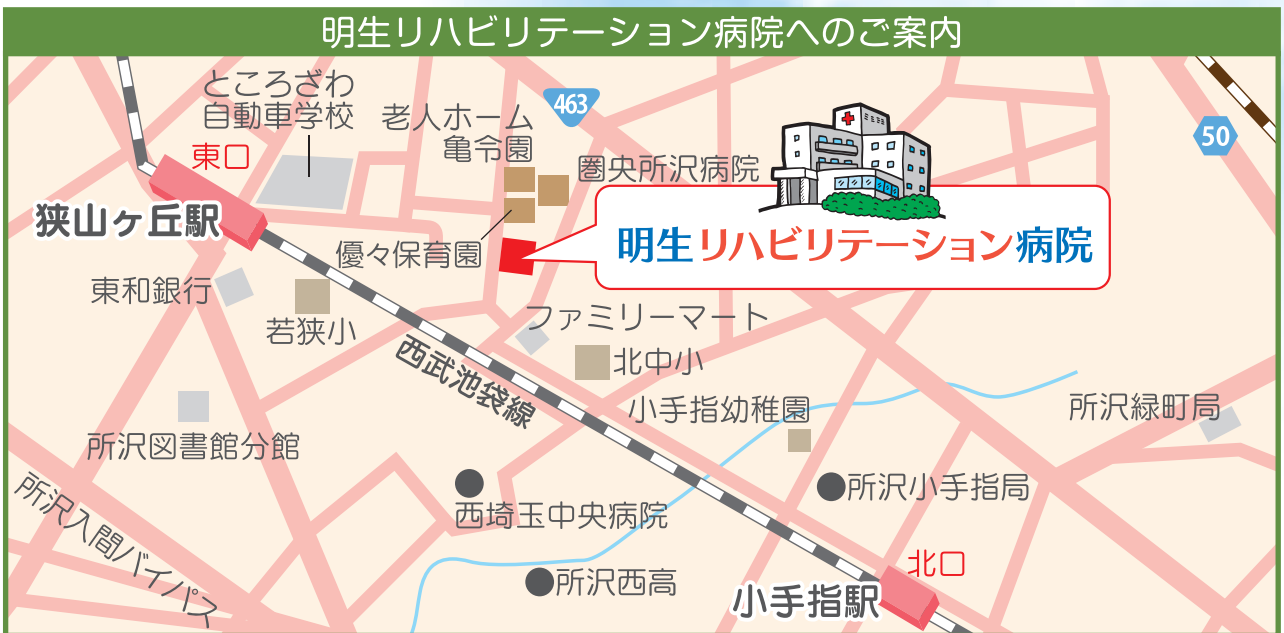 明生リハビリテーション病院へのご案内
ところざわ
自動車学校
老人ホーム
亀令園
463
50
東口
圏央所沢病院
狭山ヶ丘駅
優々保育園
明生リハビリテーション病院
東和銀行
若狭小
ファミリーマート
西武池袋線
北中小
小手指幼稚園
所沢緑町局
所沢図書館分館
所沢入間バイパス
西埼玉中央病院
所沢小手指局
所沢西高
北口
小手指駅